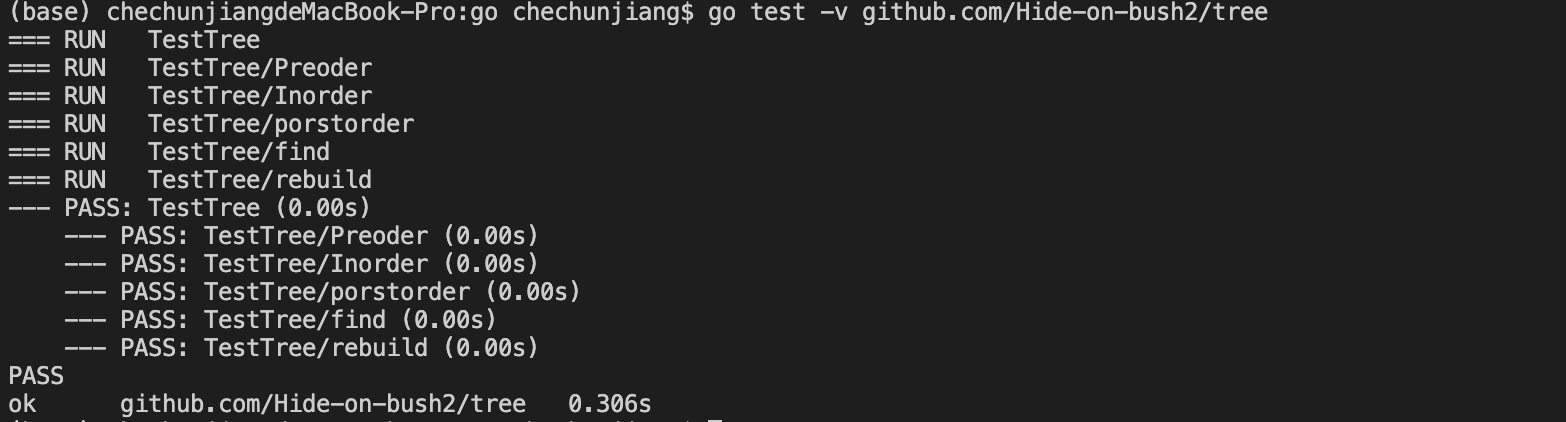 (base) chechunjiangdeMacBook-Pro:go chechunjiang$ go test -v github.com/Hide-on-bush2/tree
=== RUN   TestTree
=== RUN   TestTree/Preoder
=== RUN   TestTree/Inorder
=== RUN   TestTree/porstorder
=== RUN   TestTree/find
=== RUN   TestTree/rebuild
--- PASS: TestTree (0.00s)
    --- PASS: TestTree/Preoder (0.00s)
    --- PASS: TestTree/Inorder (0.00s)
    --- PASS: TestTree/porstorder (0.00s)
    --- PASS: TestTree/find (0.00s)
    --- PASS: TestTree/rebuild (0.00s)
PASS
ok      github.com/Hide-on-bush2/tree   0.306s